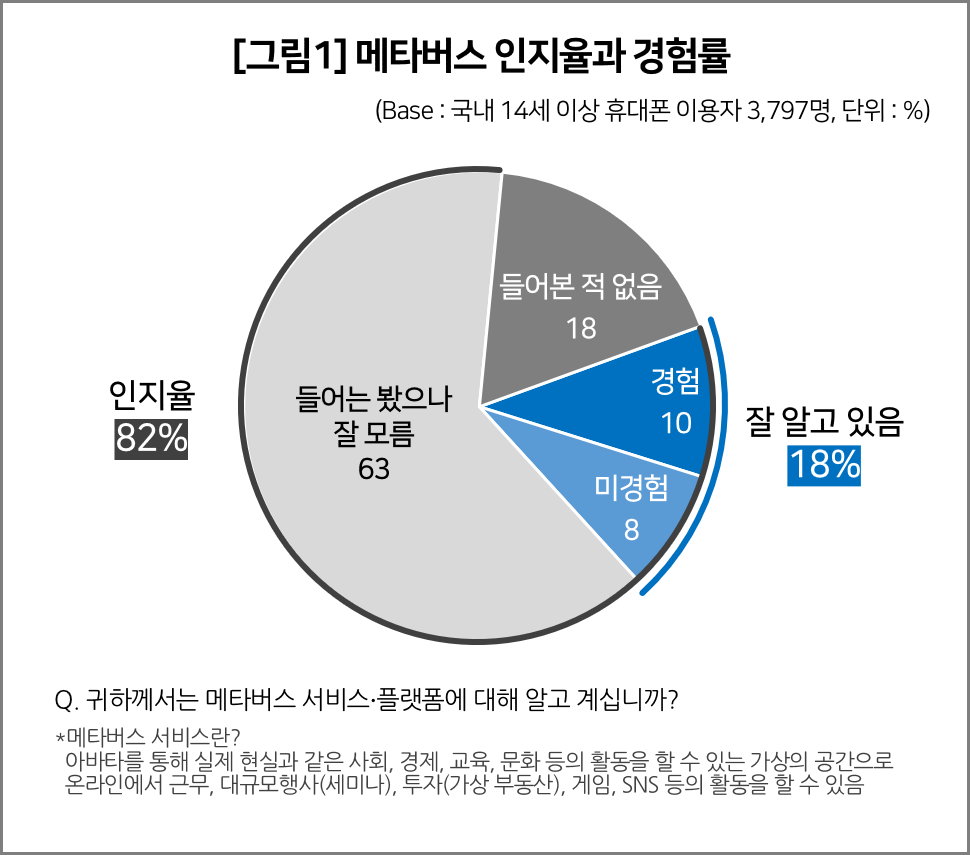 [그림1] 메타버스 인지율과 경험률
(Base : 국내 14세 이상 휴대폰 이용자 3,797명, 단위 : %)
들어본 적 없음
18
경험
10
미경험
8
들어는 봤으나
잘 모름
63
인지율
82%
잘 알고 있음
18%
Q. 귀하께서는 메타버스 서비스·플랫폼에 대해 알고 계십니까?
*메타버스 서비스란?
아바타를 통해 실제 현실과 같은 사회, 경제, 교육, 문화 등의 활동을 할 수 있는 가상의 공간으로
온라인에서 근무, 대규모행사(세미나), 투자(가상 부동산), 게임, SNS 등의 활동을 할 수 있음